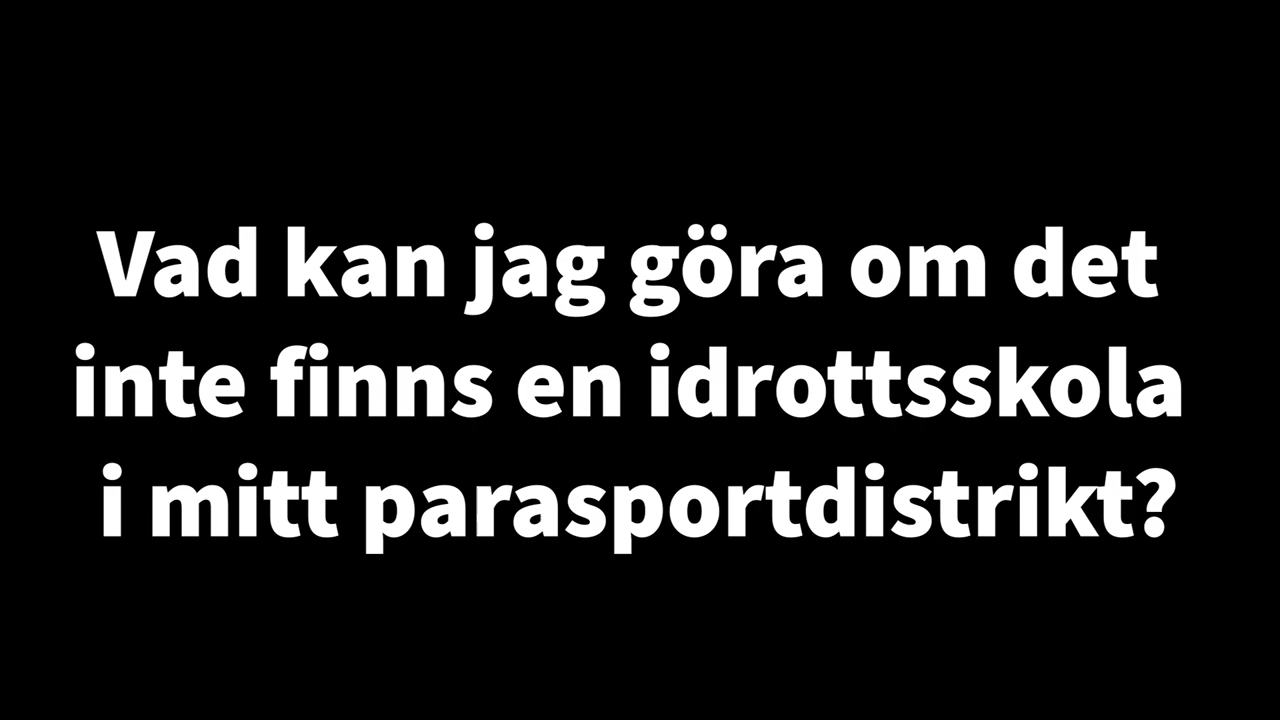 Vad kan jag göra om det
inte finns en idrottsskola
i mitt parasportdistrikt?